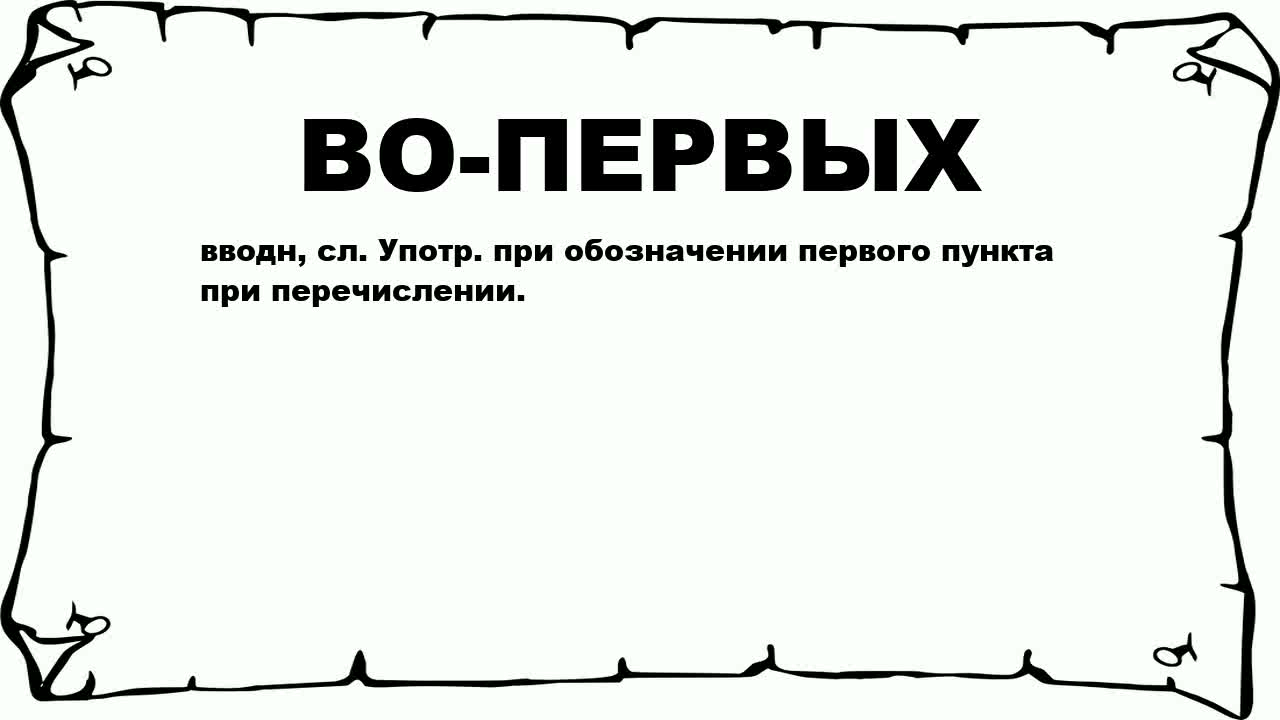 ВО-ПЕРВЫХ
вводн, сл. Употр. при обозначении первого пункта
при перечислении.